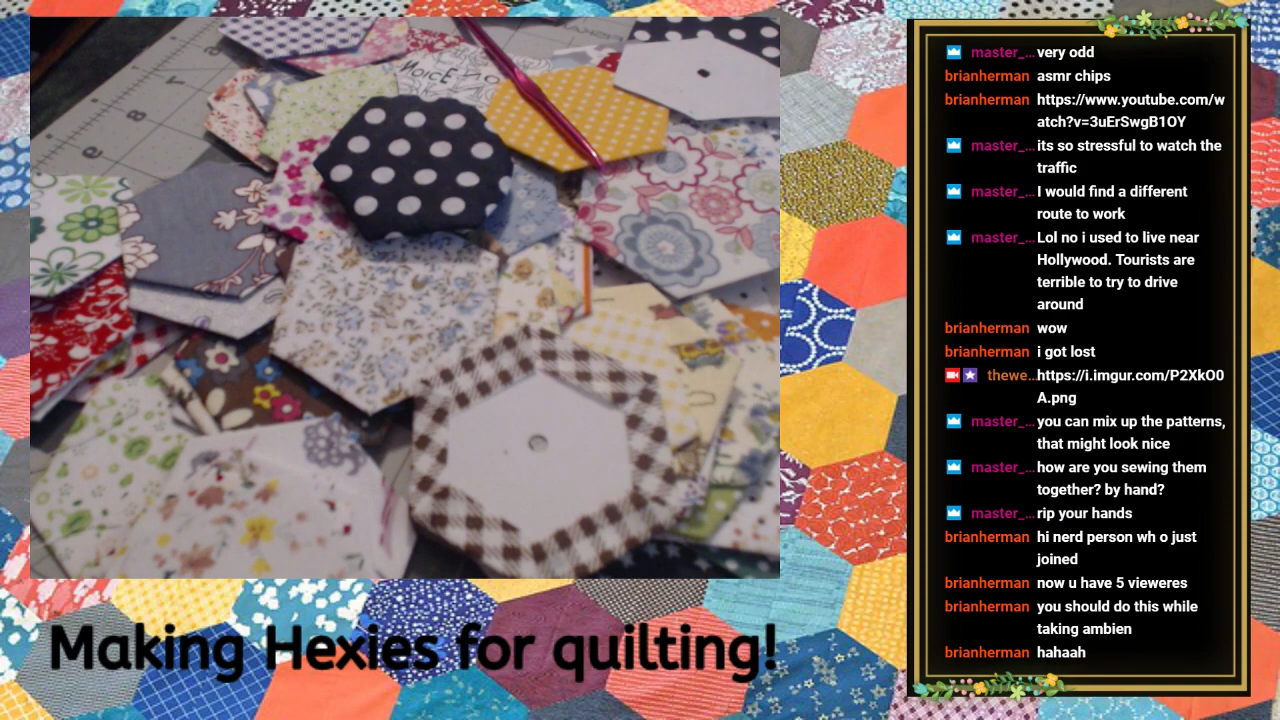 MOICE NO
9
very odd
master_...
brianherman asmr chips
brianherman https://www.youtube.com/w
atch?v=3uErSwgB1OY
master_... its so stressful to watch the
traffic
master_... I would find a different
route to work
master_... Lol no i used to live near
Hollywood. Tourists are
terrible to try to drive
around
brianherman wow
brianherman i got lost
thewe... https://i.imgur.com/P2XkO0
A.png
master_... you can mix up the patterns,
that might look nice
master_... how are you sewing them
together? by hand?
master_... rip your hands
brianherman hi nerd person wh o just
joined
brianherman now u have 5 vieweres
brianherman you should do this while
taking ambien
brianherman hahaah
Making Hexies for quilting!